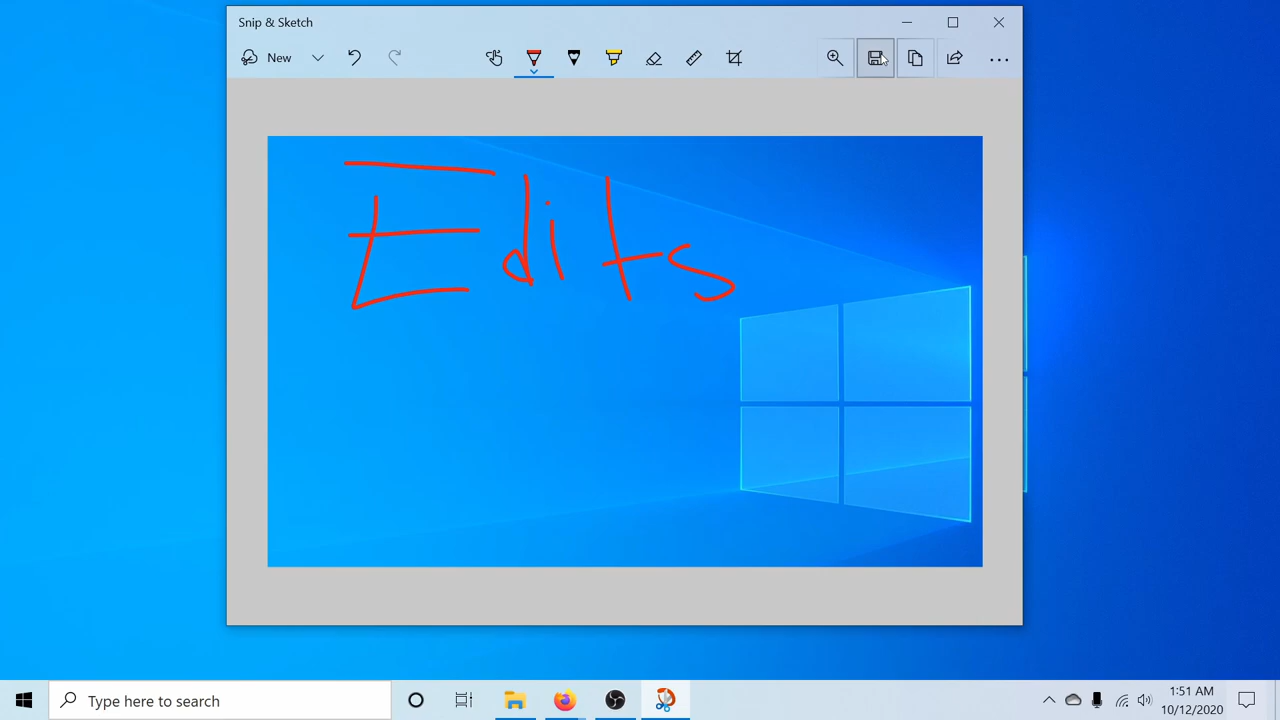 Snip & Sketch
New
Edits
Type here to search
1:51 AM
10/12/2020